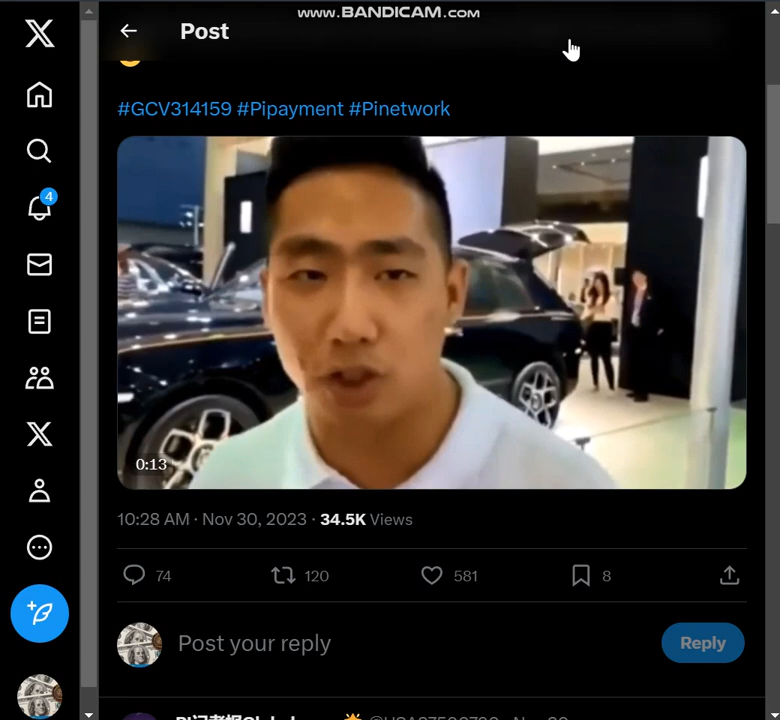 www.BANDICAM.com
Post
#GCV314159 #Pipayment #Pinetwork
4
0:13
10:28 AM · Nov 30, 2023 · 34.5K Views
74 120 581 8
Post your reply
Reply